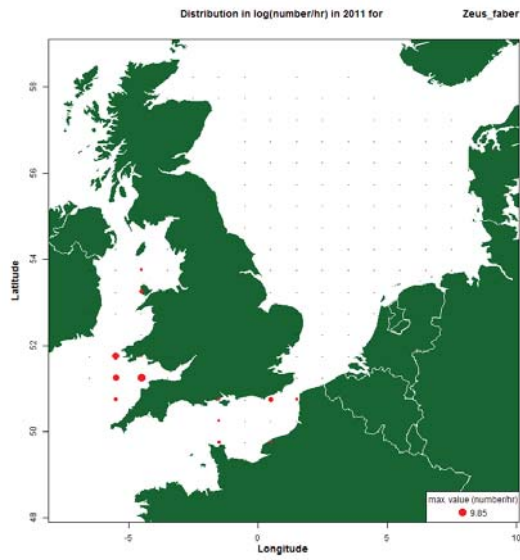 Distribution in log(number/hr) in 2011 for Zeus_faber
58
56
54
52
50
48
Latitude
-5 0 5 10
Longitude
max. value (number/hr)
9.85